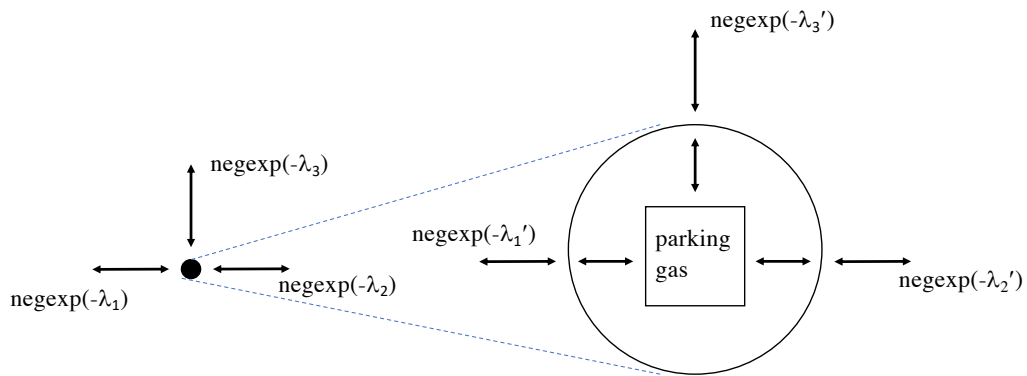 negexp(-λ₃′)
negexp(-λ₃)
negexp(-λ₁′)
parking
gas
negexp(-λ₁)
negexp(-λ₂)
negexp(-λ₂′)